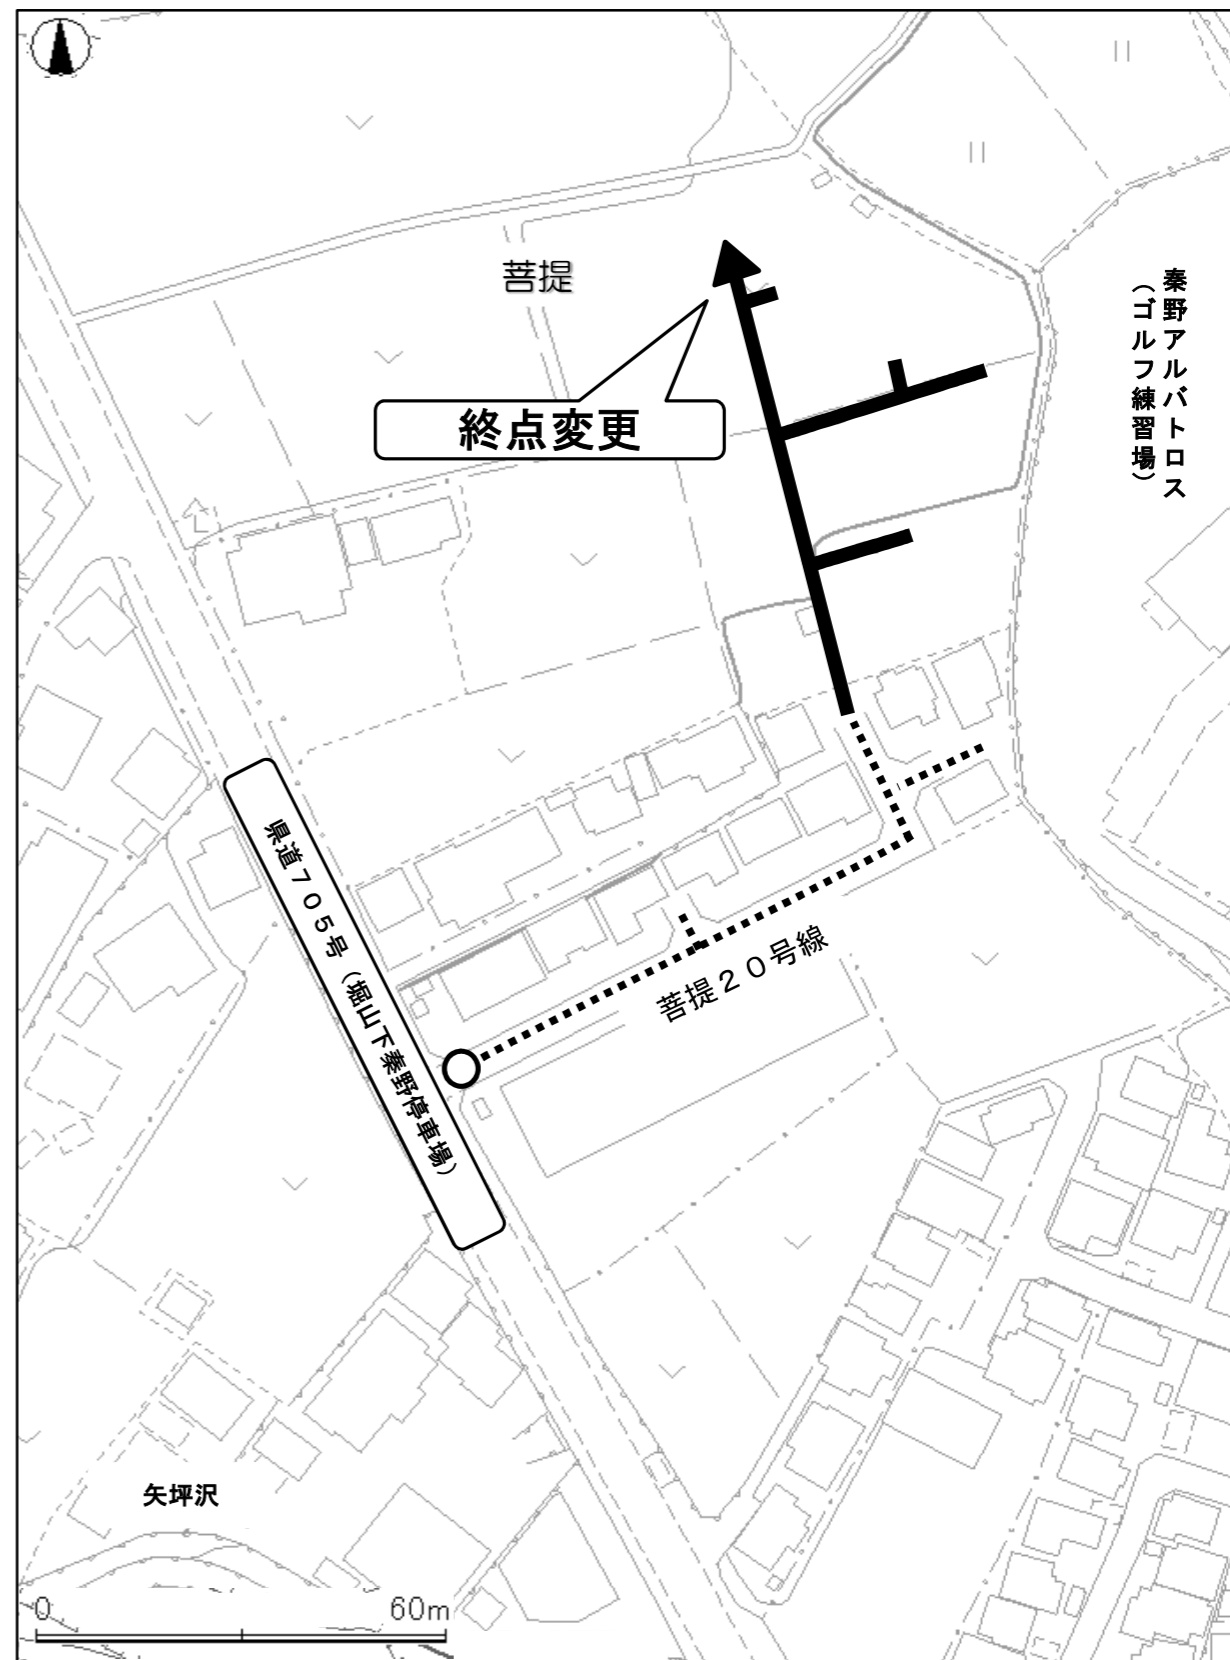 菩提
秦野アルバトロス
（ゴルフ練習場）
終点変更
県道７０５号（堀山下秦野停車場）
菩提２０号線
矢坪沢
0 60m